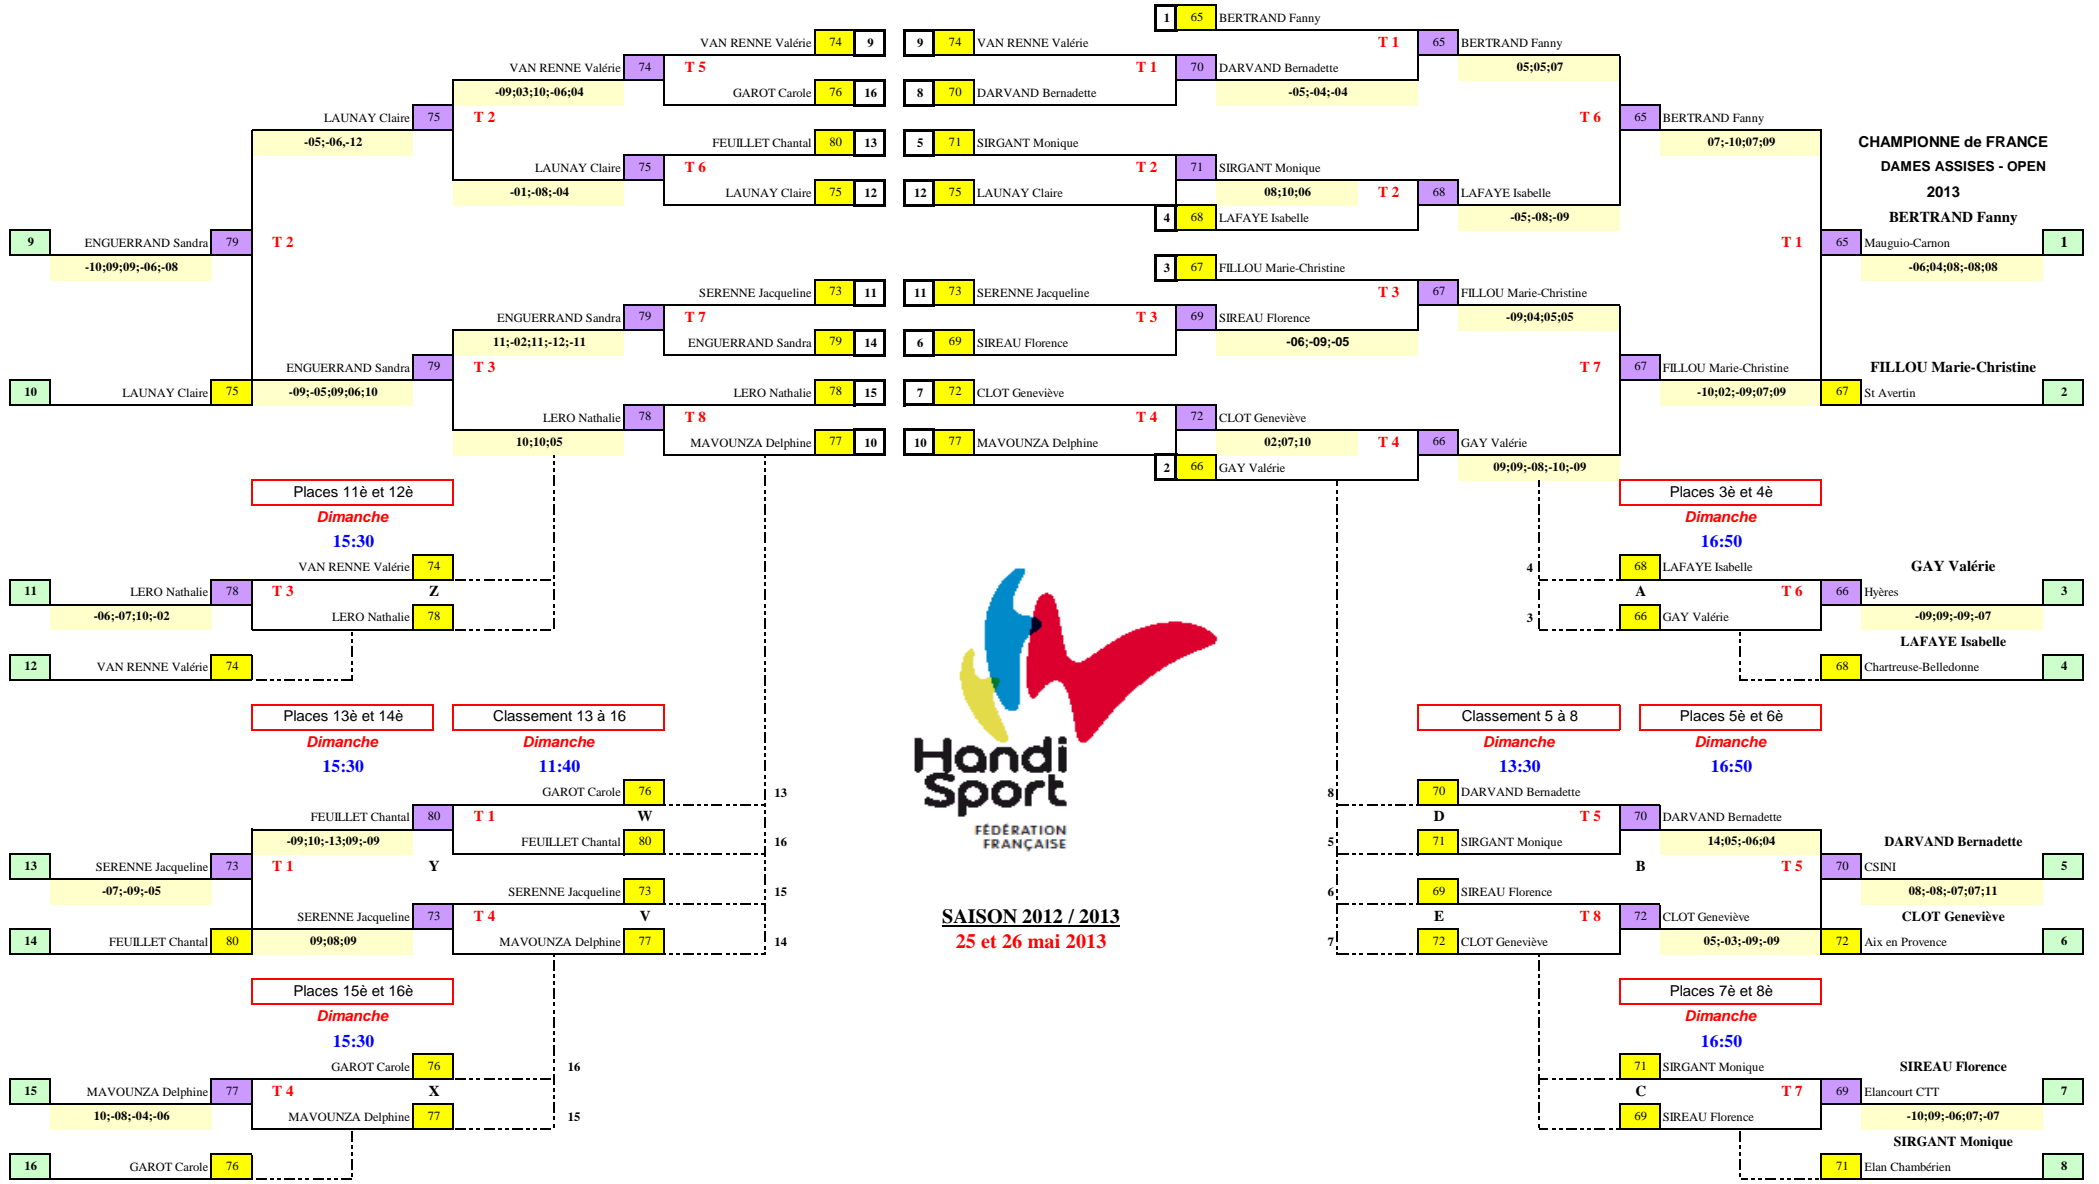 1 65 BERTRAND Fanny
VAN RENNE Valérie 74 9 9 74 VAN RENNE Valérie T 1 65 BERTRAND Fanny
VAN RENNE Valérie 74 T 5 T 1 70 DARVAND Bernadette 05;05;07
-09;03;10;-06;04 GAROT Carole 76 16 8 70 DARVAND Bernadette -05;-04;-04
LAUNAY Claire 75 T 2 T 6 65 BERTRAND Fanny
-05;-06,-12 FEUILLET Chantal 80 13 5 71 SIRGANT Monique 07;-10;07;09 CHAMPIONNE de FRANCE
LAUNAY Claire 75 T 6 T 2 71 SIRGANT Monique DAMES ASSISES - OPEN
-01;-08;-04 LAUNAY Claire 75 12 12 75 LAUNAY Claire 08;10;06 T 2 68 LAFAYE Isabelle 2013
4 68 LAFAYE Isabelle -05;-08;-09 BERTRAND Fanny
9 ENGUERRAND Sandra 79 T 2 T 1 65 Mauguio-Carnon 1
-10;09;09;-06;-08 3 67 FILLOU Marie-Christine -06;04;08;-08;08
SERENNE Jacqueline 73 11 11 73 SERENNE Jacqueline T 3 67 FILLOU Marie-Christine
ENGUERRAND Sandra 79 T 7 T 3 69 SIREAU Florence -09;04;05;05
11;-02;11;-12;-11 ENGUERRAND Sandra 79 14 6 69 SIREAU Florence -06;-09;-05
ENGUERRAND Sandra 79 T 3 T 7 67 FILLOU Marie-Christine FILLOU Marie-Christine
10 LAUNAY Claire 75 -09;-05;09;06;10 LERO Nathalie 78 15 7 72 CLOT Geneviève -10;02;-09;07;09 67 St Avertin 2
LERO Nathalie 78 T 8 T 4 72 CLOT Geneviève
10;10;05 MAVOUNZA Delphine 77 10 10 77 MAVOUNZA Delphine 02;07;10 T 4 66 GAY Valérie
2 66 GAY Valérie 09;09;-08;-10;-09
Places 11è et 12è Places 3è et 4è
Dimanche Dimanche
15:30 16:50
VAN RENNE Valérie 74 4 68 LAFAYE Isabelle GAY Valérie
11 LERO Nathalie 78 T 3 Z A T 6 66 Hyères 3
-06;-07;10;-02 LERO Nathalie 78 3 66 GAY Valérie -09;09;-09;-07
LAFAYE Isabelle
12 VAN RENNE Valérie 74 68 Chartreuse-Belledonne 4
Places 13è et 14è Classement 13 à 16 Classement 5 à 8 Places 5è et 6è
Dimanche Dimanche Dimanche Dimanche
15:30 11:40 13:30 16:50
Handi
Sport
FÉDÉRATION
FRANÇAISE
GAROT Carole 76 13 8 70 DARVAND Bernadette
FEUILLET Chantal 80 T 1 W D T 5 70 DARVAND Bernadette
-09;10;-13;09;-09 FEUILLET Chantal 80 16 5 71 SIRGANT Monique 14;05;-06;04 DARVAND Bernadette
13 SERENNE Jacqueline 73 T 1 Y B T 5 70 CSINI 5
-07;-09;-05 SERENNE Jacqueline 73 15 6 69 SIREAU Florence 08;-08;-07;07;11
SERENNE Jacqueline 73 T 4 V E T 8 72 CLOT Geneviève CLOT Geneviève
14 FEUILLET Chantal 80 09;08;09 MAVOUNZA Delphine 77 14 7 72 CLOT Geneviève 05;-03;-09;-09 72 Aix en Provence 6
SAISON 2012 / 2013
25 et 26 mai 2013
Places 15è et 16è Places 7è et 8è
Dimanche Dimanche
15:30 16:50
GAROT Carole 76 16 71 SIRGANT Monique SIREAU Florence
15 MAVOUNZA Delphine 77 T 4 X C T 7 69 Elancourt CTT 7
10;-08;-04;-06 MAVOUNZA Delphine 77 15 69 SIREAU Florence -10;09;-06;07;-07
SIRGANT Monique
16 GAROT Carole 76 71 Elan Chambérien 8